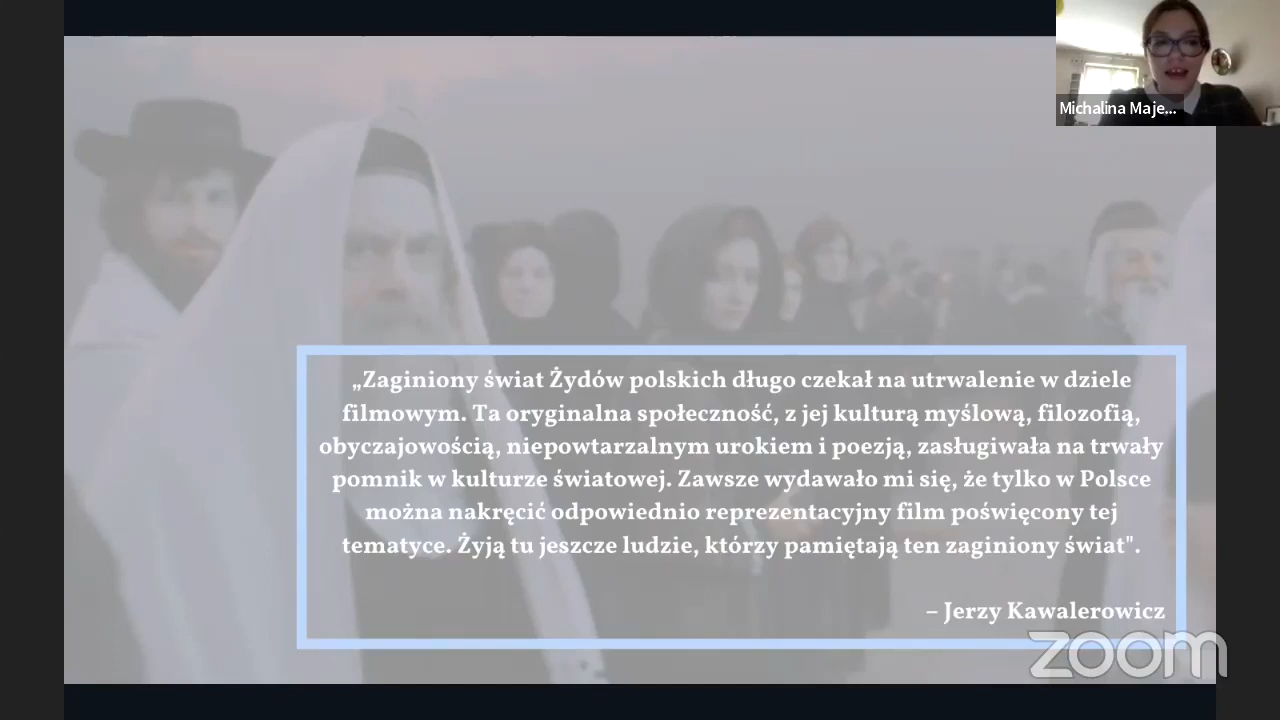 Michalina Maje...
„Zaginiony świat Żydów polskich długo czekał na utrwalenie w dziele
filmowym. Ta oryginalna społeczność, z jej kulturą myślową, filozofią,
obyczajowością, niepowtarzalnym urokiem i poezją, zasługiwała na trwały
pomnik w kulturze światowej. Zawsze wydawało mi się, że tylko w Polsce
można nakręcić odpowiednio reprezentacyjny film poświęcony tej
tematyce. Żyją tu jeszcze ludzie, którzy pamiętają ten zaginiony świat".
– Jerzy Kawalerowicz
zoom